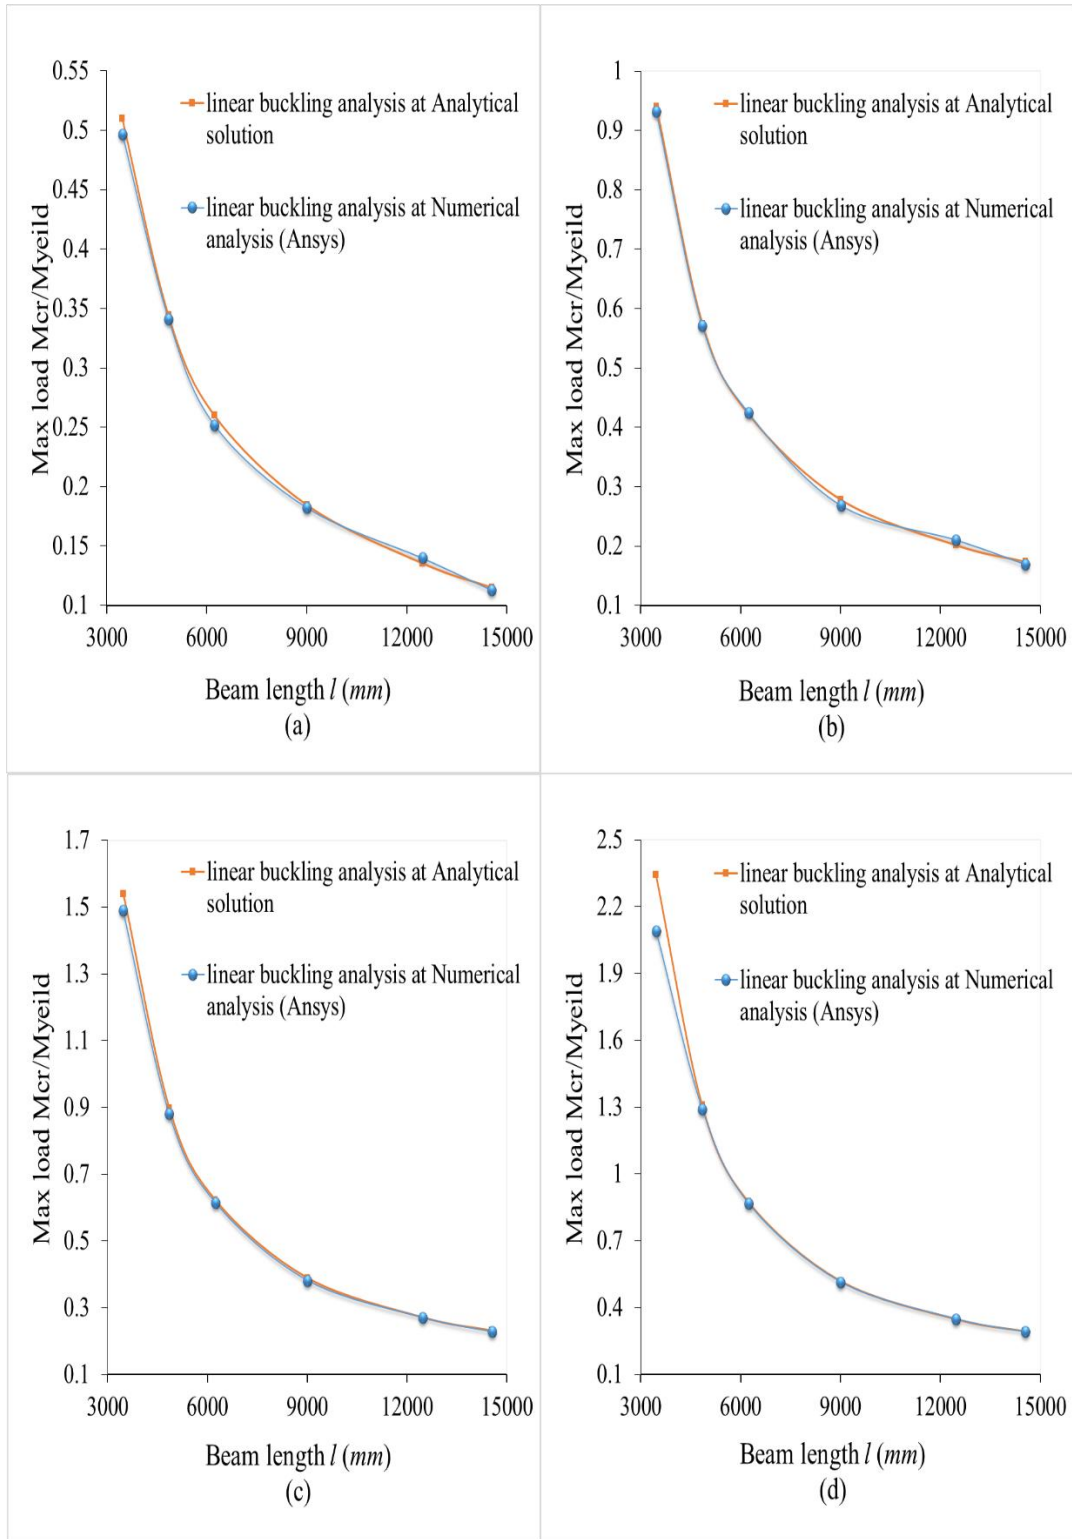 0.55
0.5
0.45
0.4
0.35
0.3
0.25
0.2
0.15
0.1
Max load Mcr/Myeild
linear buckling analysis at Analytical
solution
linear buckling analysis at Numerical
analysis (Ansys)
3000 6000 9000 12000 15000
Beam length l (mm)
(a)
1
0.9
0.8
0.7
0.6
0.5
0.4
0.3
0.2
0.1
Max load Mcr/Myeild
linear buckling analysis at Analytical
solution
linear buckling analysis at Numerical
analysis (Ansys)
3000 6000 9000 12000 15000
Beam length l (mm)
(b)
1.7
1.5
1.3
1.1
0.9
0.7
0.5
0.3
0.1
Max load Mcr/Myeild
linear buckling analysis at Analytical
solution
linear buckling analysis at Numerical
analysis (Ansys)
3000 6000 9000 12000 15000
Beam length l (mm)
(c)
2.5
2.2
1.9
1.6
1.3
1
0.7
0.4
0.1
Max load Mcr/Myeild
linear buckling analysis at Analytical
solution
linear buckling analysis at Numerical
analysis (Ansys)
3000 6000 9000 12000 15000
Beam length l (mm)
(d)